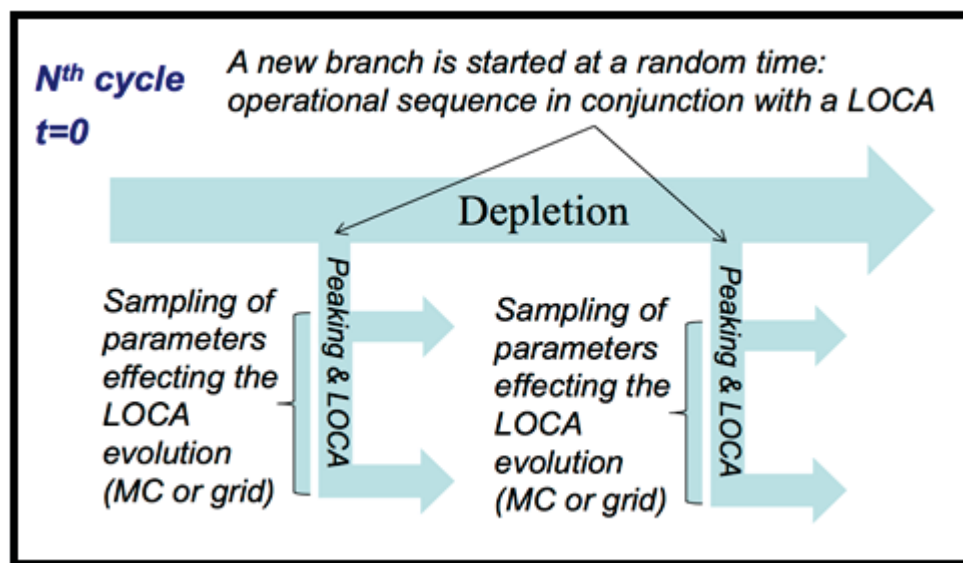 Nth cycle
t=0
A new branch is started at a random time:
operational sequence in conjunction with a LOCA
Depletion
Sampling of
parameters
effecting the
LOCA
evolution
(MC or grid)
Peaking & LOCA
Sampling of
parameters
effecting the
LOCA
evolution
(MC or grid)
Peaking & LOCA